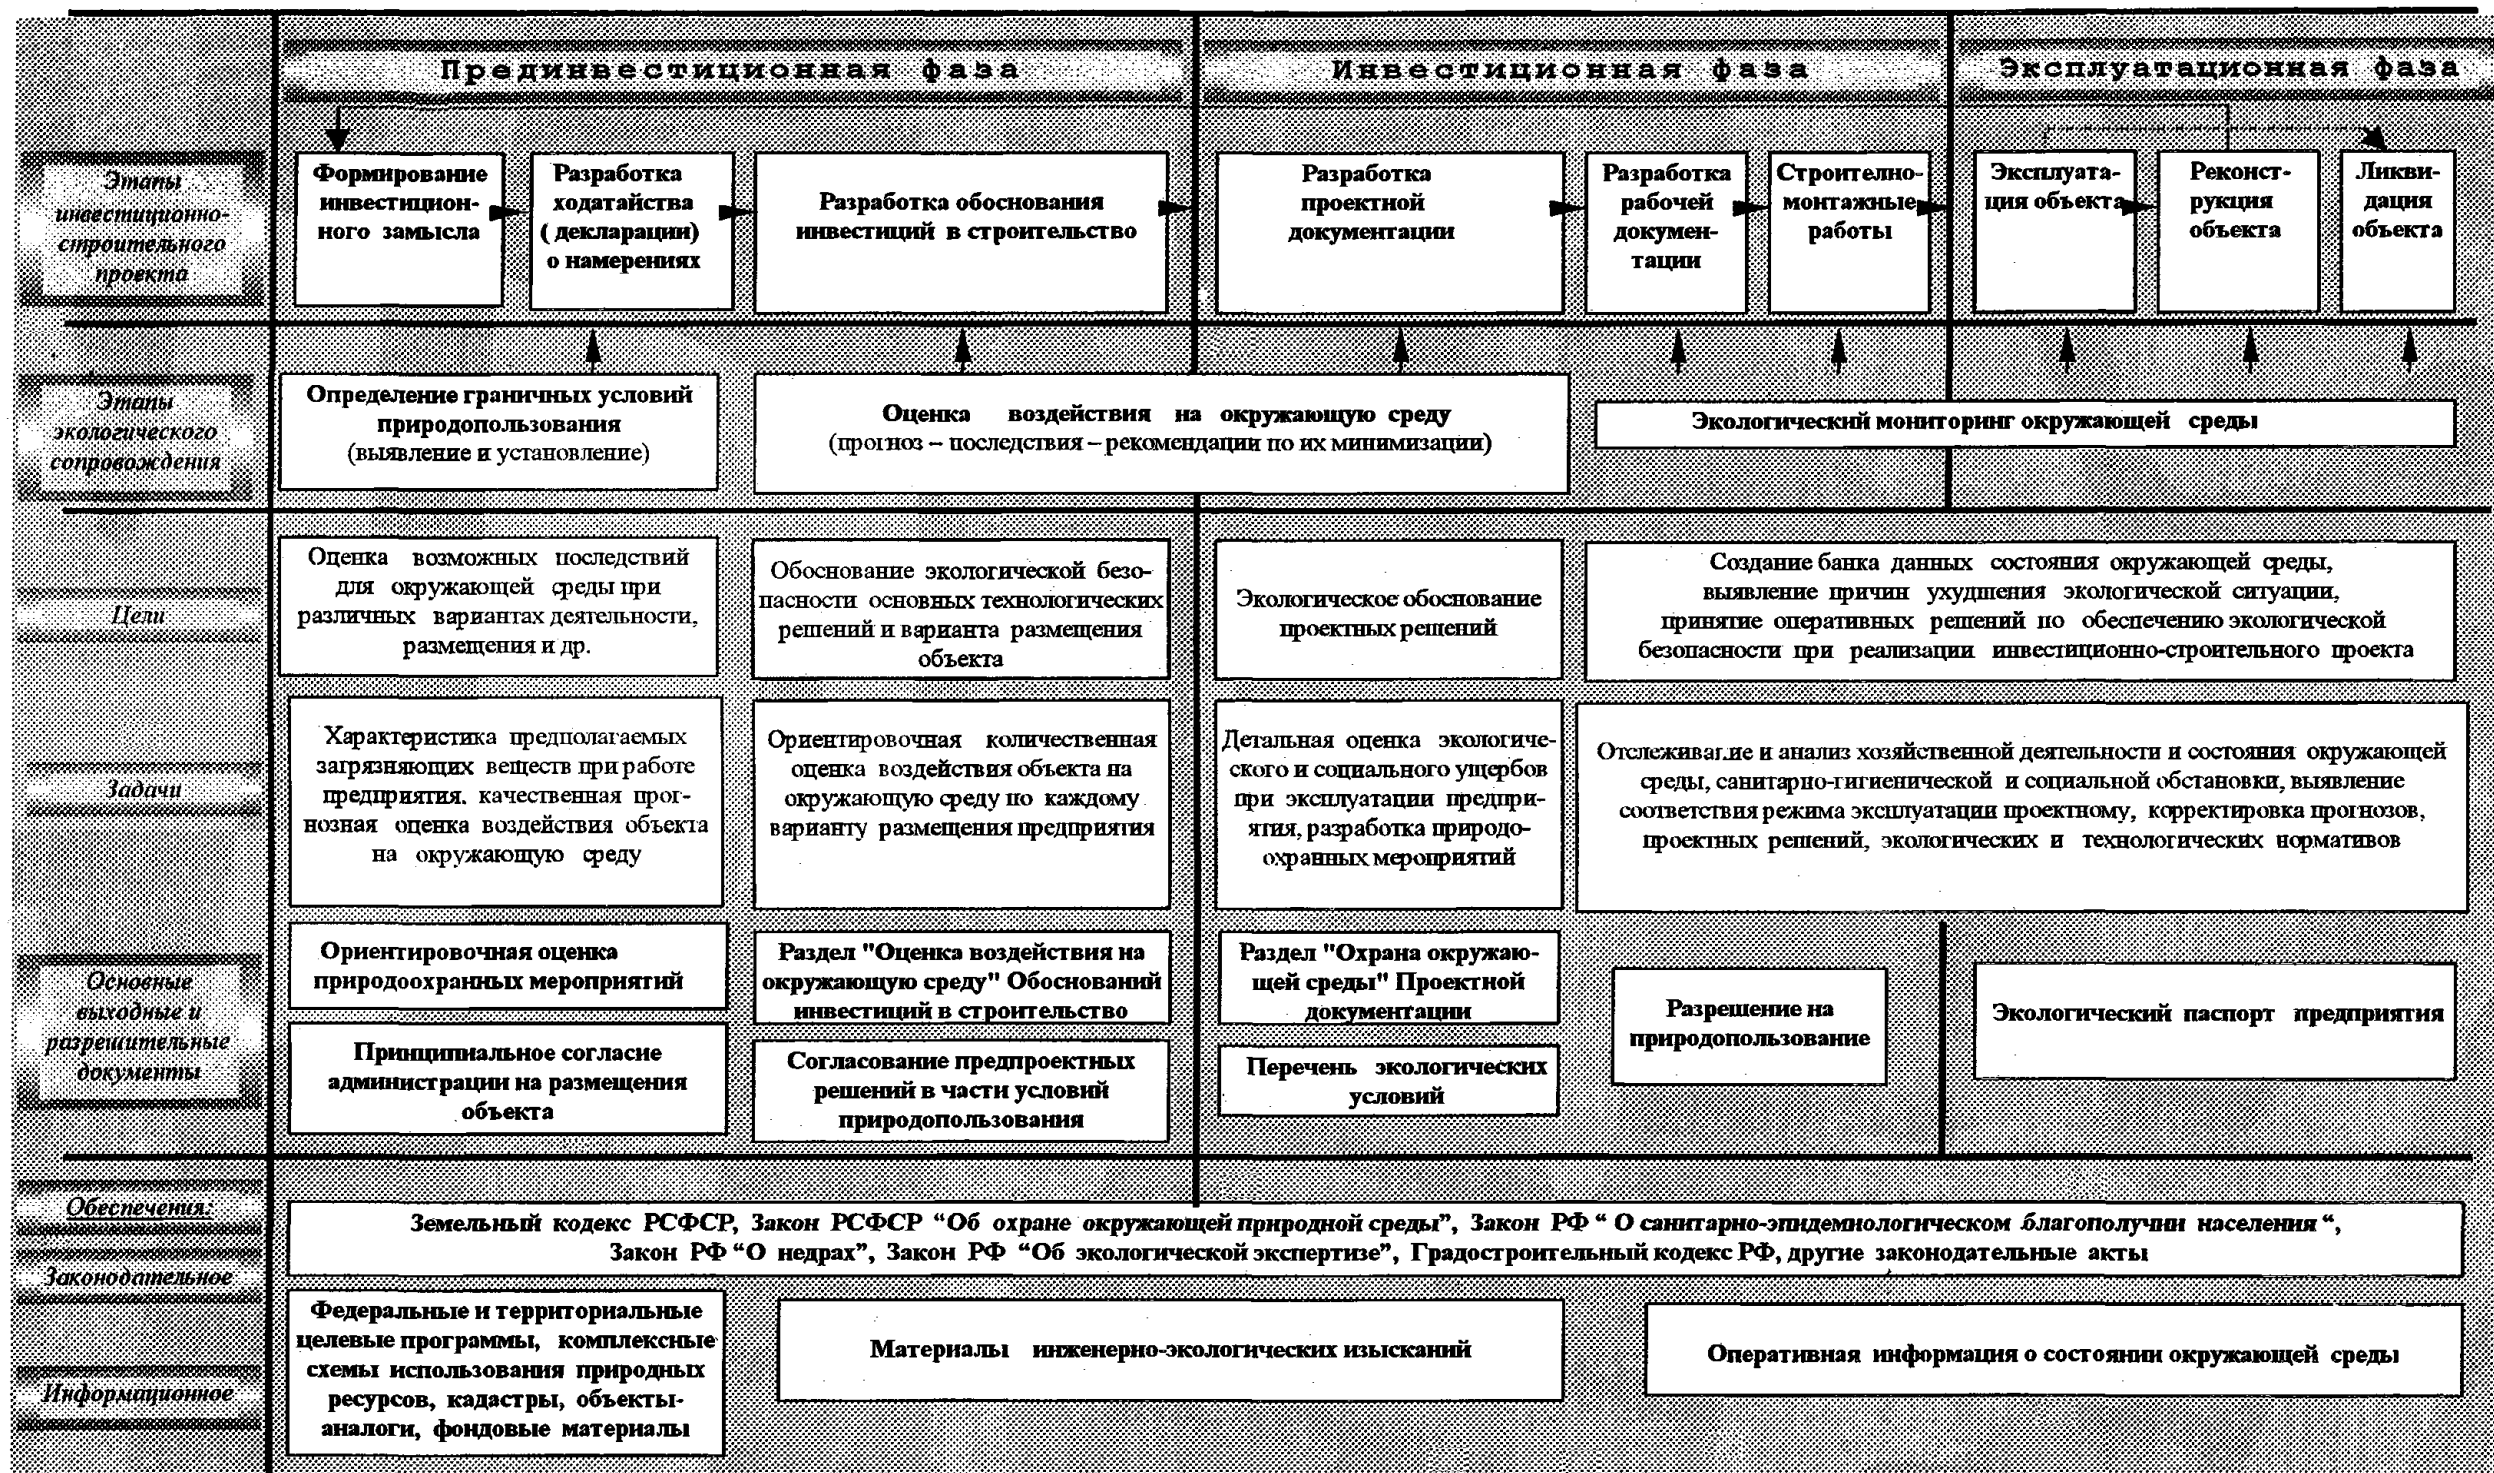 Прединвестиционная фаза
Инвестиционная фаза
Эксплуатационная фаза
Этапы
инвестиционно-
строительного
проекта
Формирование
инвестицион-
ного замысла
Разработка
ходатайства
( декларации)
о намерениях
Разработка обоснования
инвестиций в строительство
Разработка
проектной
документации
Разработка
рабочей
докумен-
тации
Строително-
монтажные
работы
Эксплуата-
ция объекта
Реконст-
рукция
объекта
Ликви-
дация
объекта
Этапы
экологического
сопровождения
Определение граничных условий
природопользования
(выявление и установление)
Оценка воздействия на окружающую среду
(прогноз – последствия – рекомендации по их минимизации)
Экологический мониторинг окружающей среды
Цели
Оценка возможных последствий
для окружающей среды при
различных вариантах деятельности,
размещения и др.
Обоснование экологической безо-
пасности основных технологических
решений и варианта размещения
объекта
Экологическое обоснование
проектных решений
Создание банка данных состояния окружающей среды,
выявление причин ухудшения экологической ситуации,
принятие оперативных решений по обеспечению экологической
безопасности при реализации инвестиционно-строительного проекта
Задачи
Характеристика предполагаемых
загрязняющих веществ при работе
предприятия. качественная прог-
нозная оценка воздействия объекта
на окружающую среду
Ориентировочная количественная
оценка воздействия объекта на
окружающую среду по каждому
варианту размещения предприятия
Детальная оценка экологиче-
ского и социального ущербов
при эксплуатации предпри-
ятия, разработка природо-
охранных мероприятий
Отслеживание и анализ хозяйственной деятельности и состояния окружающей
среды, санитарно-гигиенической и социальной обстановки, выявление
соответствия режима эксплуатации проектному, корректировка прогнозов,
проектных решений, экологических и технологических нормативов
Основные
выходные и
разрешительные
документы
Ориентировочная оценка
природоохранных мероприятий
Принципиальное согласие
администрации на размещения
объекта
Раздел "Оценка воздействия на
окружающую среду" Обоснований
инвестиций в строительство
Согласование предпроектных
решений в части условий
природопользования
Раздел "Охрана окружаю-
щей среды" Проектной
документации
Перечень экологических
условий
Разрешение на
природопользование
Экологический паспорт предприятия
Обеспечения:
Законодательное
Земельный кодекс РСФСР, Закон РСФСР “Об охране окружающей природной среды”, Закон РФ “ О санитарно-эпидемиологическом благополучии населения “,
Закон РФ “О недрах”, Закон РФ “Об экологической экспертизе”, Градостроительный кодекс РФ, другие законодательные акты
Информационное
Федеральные и территориальные
целевые программы, комплексные
схемы использования природных
ресурсов, кадастры, объекты-
аналоги, фондовые материалы
Материалы инженерно-экологических изысканий
Оперативная информация о состоянии окружающей среды